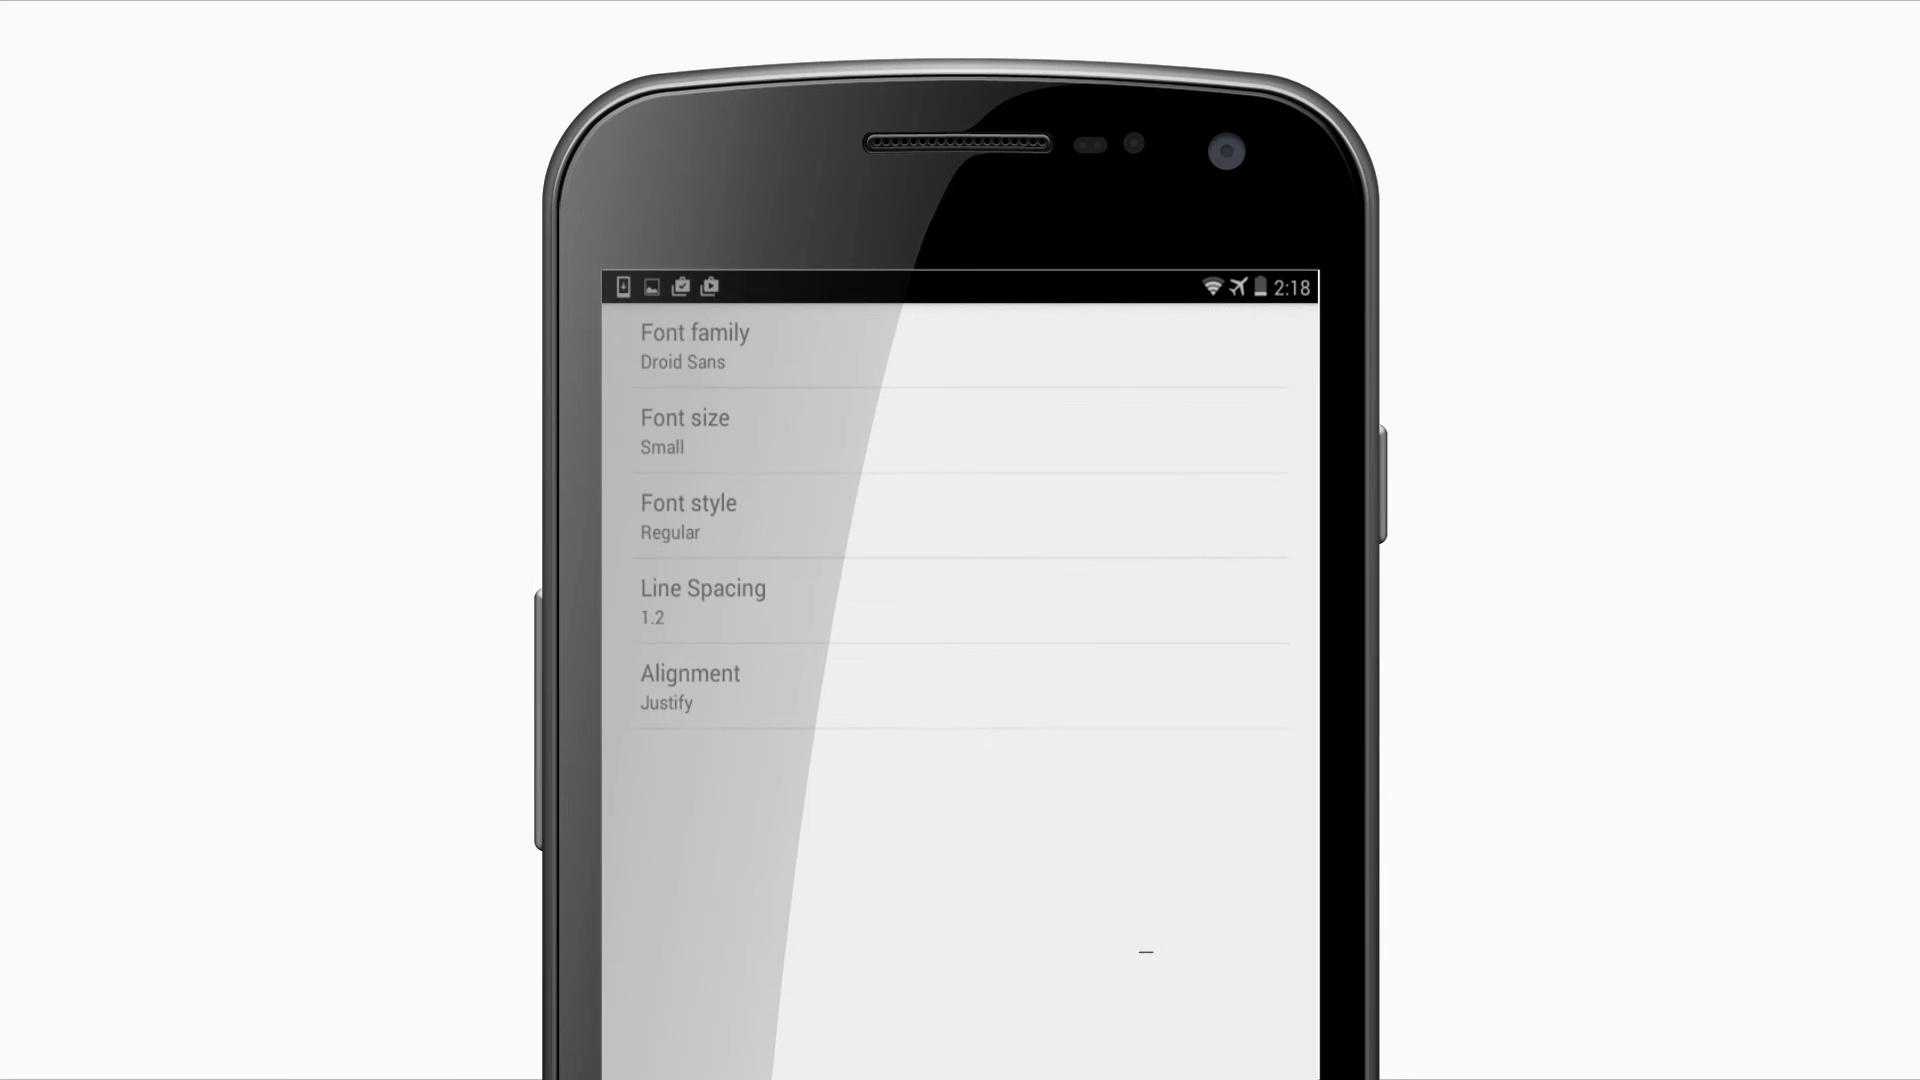 2:18
Font family
Droid Sans
Font size
Small
Font style
Regular
Line Spacing
1.2
Alignment
Justify